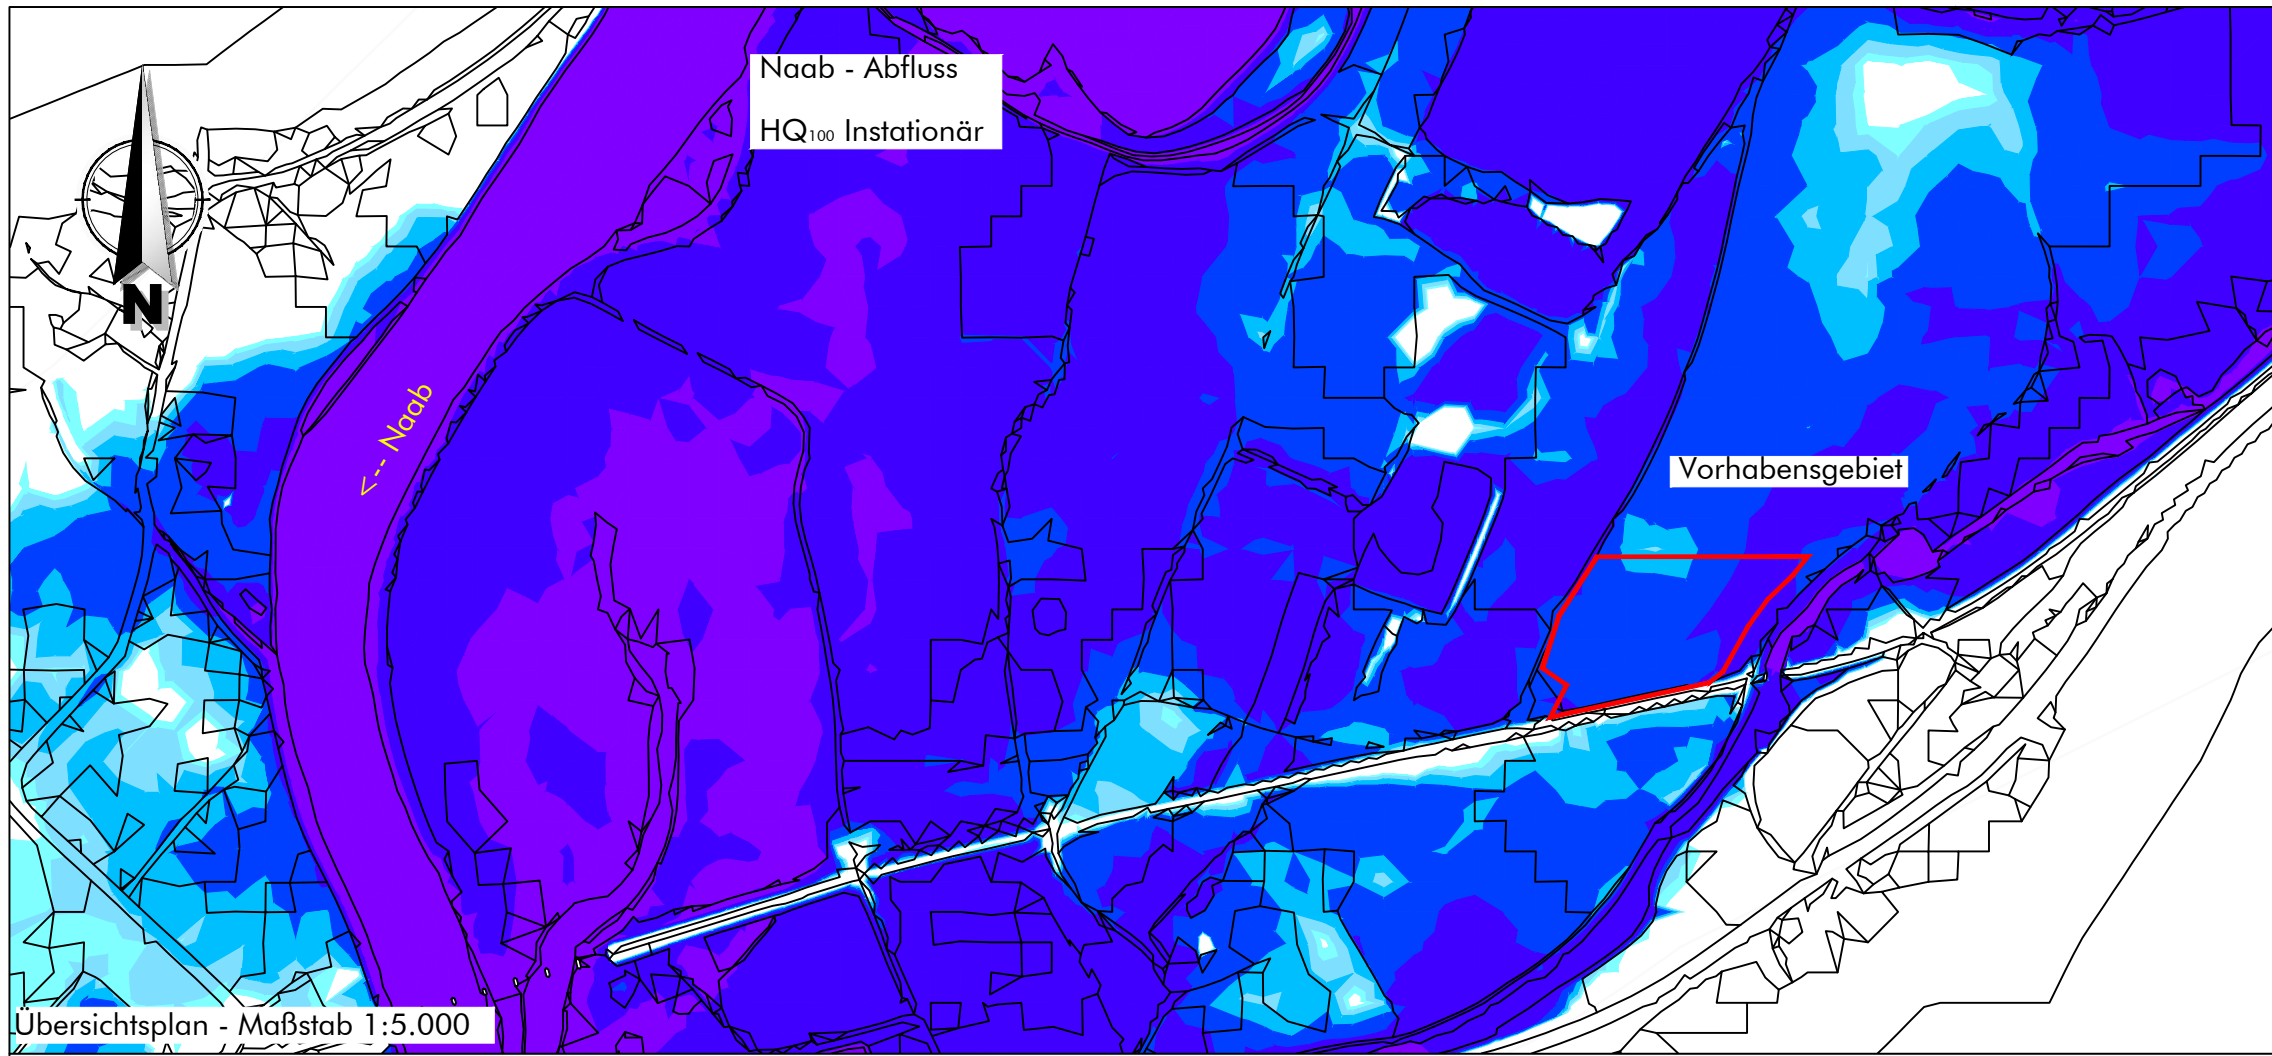 Naab - Abfluss
HQ₁₀₀ Instationär
N
<--- Naab
Vorhabensgebiet
Übersichtsplan - Maßstab 1:5.000